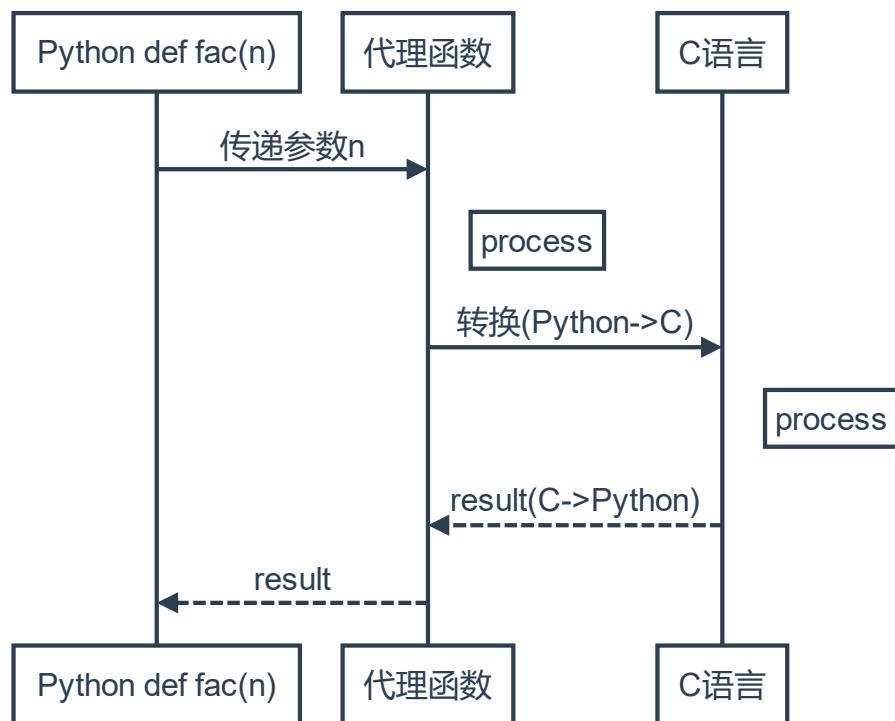 Python def fac(n)
代理函数
C语言
传递参数n
process
转换(Python->C)
process
result(C->Python)
result
Python def fac(n)
代理函数
C语言